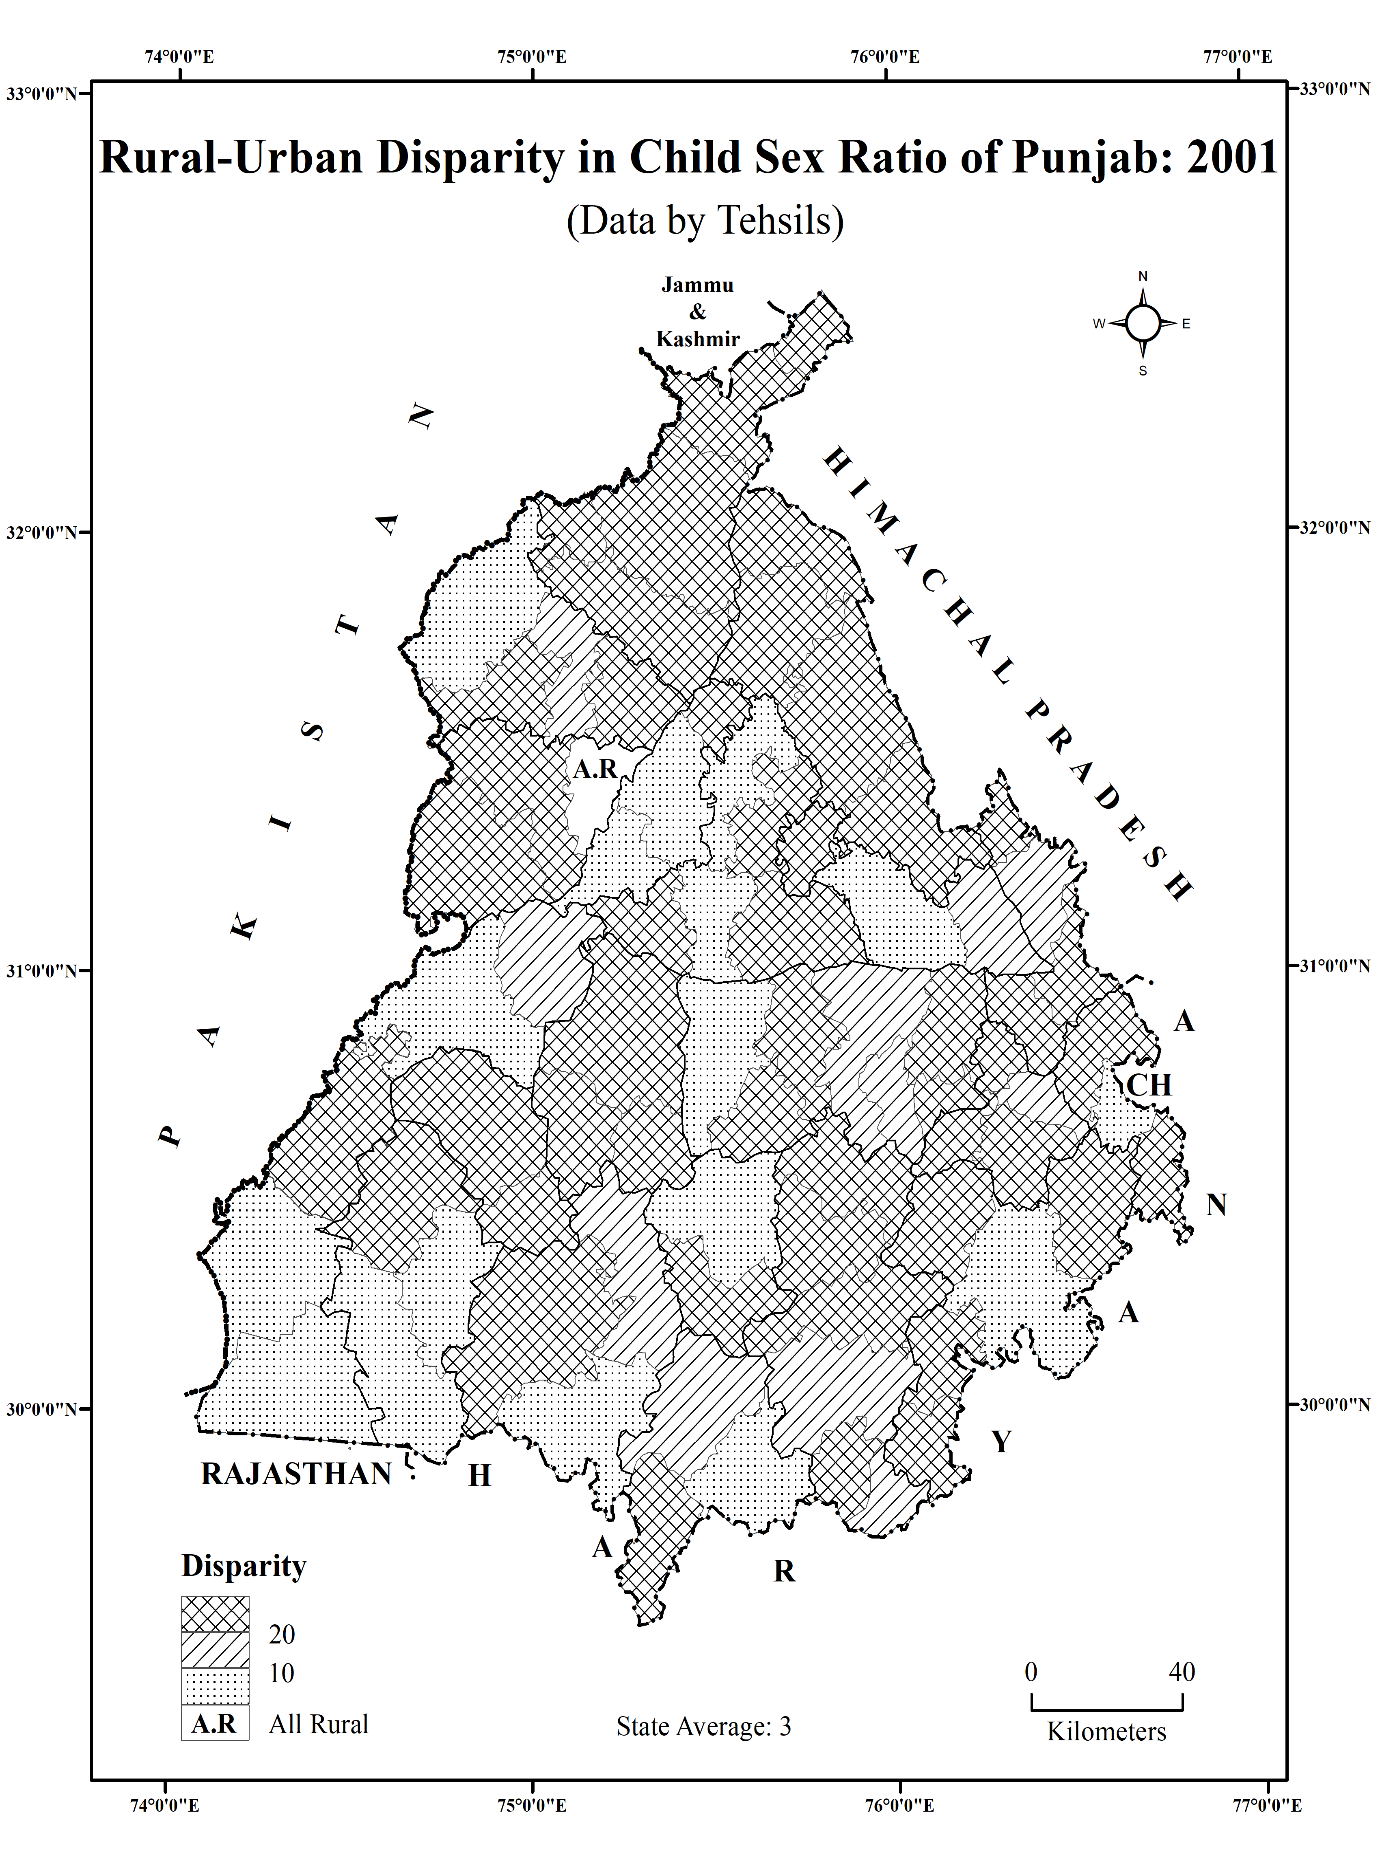 74°0'0"E 75°0'0"E 76°0'0"E 77°0'0"E
33°0'0"N 33°0'0"N
Rural-Urban Disparity in Child Sex Ratio of Punjab: 2001
(Data by Tehsils)
Jammu
&
Kashmir
N
W E
S
PAKISTAN
HIMACHAL PRADESH
32°0'0"N 32°0'0"N
A.R
31°0'0"N 31°0'0"N
CH
30°0'0"N 30°0'0"N
RAJASTHAN
HARYANA
Disparity
20
10
A.R All Rural
State Average: 3
0 40
Kilometers
74°0'0"E 75°0'0"E 76°0'0"E 77°0'0"E